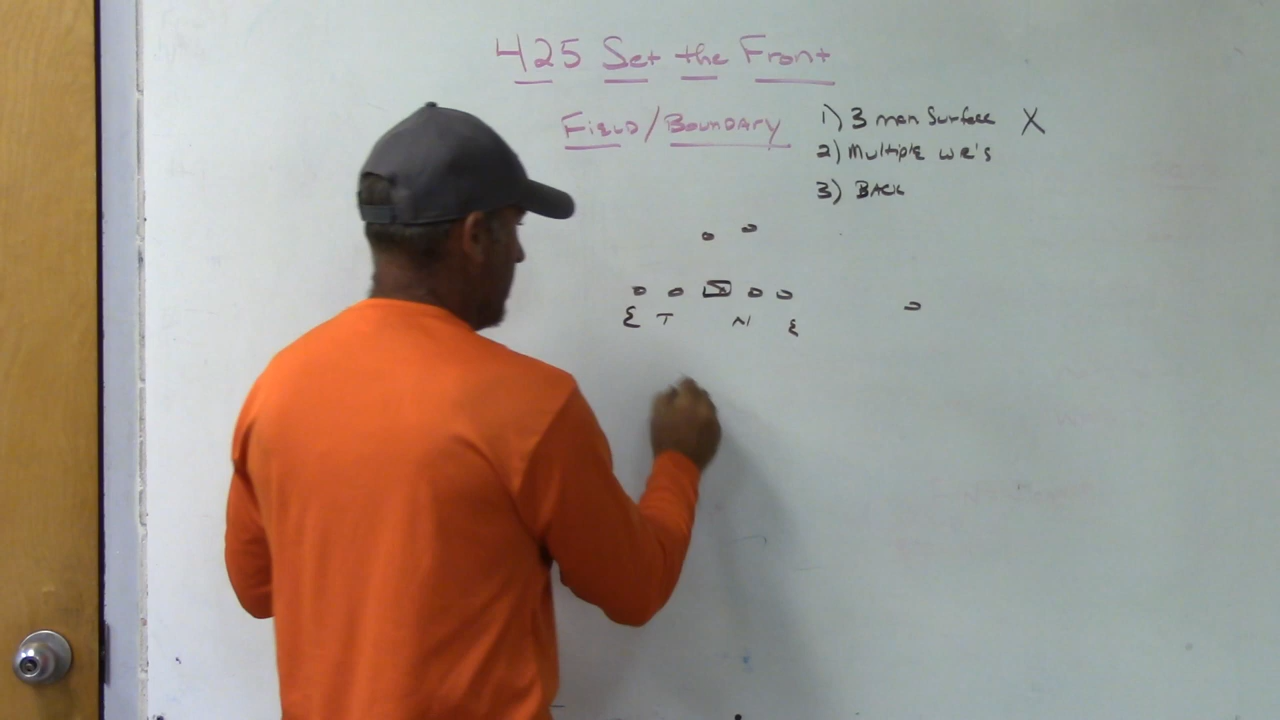 425 Set the Front
Field/Boundary
1) 3 man Surface X
2) Multiple WR's
3) Back
E T N E